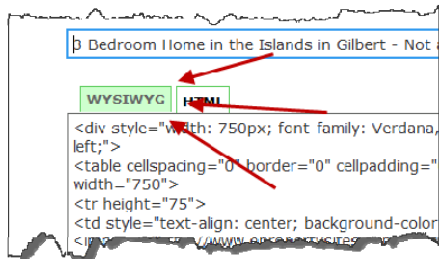 3 Bedroom Home in the Islands in Gilbert - Not
WYSIWYG HTML
<div style="width: 750px; font family: Verdana,
left;">
<table cellspacing="0" border="0" cellpadding="
width="750">
<tr height="75">
<td style="text-align: center; background-color